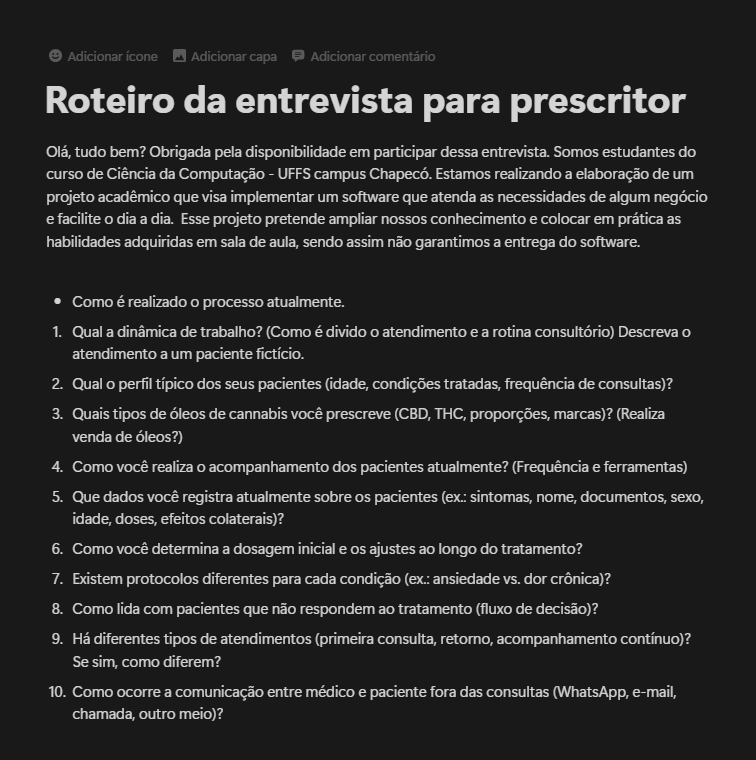 Adicionar ícone Adicionar capa Adicionar comentário
Roteiro da entrevista para prescritor
Olá, tudo bem? Obrigada pela disponibilidade em participar dessa entrevista. Somos estudantes do
curso de Ciência da Computação - UFFS campus Chapecó. Estamos realizando a elaboração de um
projeto acadêmico que visa implementar um software que atenda as necessidades de algum negócio
e facilite o dia a dia. Esse projeto pretende ampliar nossos conhecimento e colocar em prática as
habilidades adquiridas em sala de aula, sendo assim não garantimos a entrega do software.
• Como é realizado o processo atualmente.
1. Qual a dinâmica de trabalho? (Como é divido o atendimento e a rotina consultório) Descreva o
atendimento a um paciente fictício.
2. Qual o perfil típico dos seus pacientes (idade, condições tratadas, frequência de consultas)?
3. Quais tipos de óleos de cannabis você prescreve (CBD, THC, proporções, marcas)? (Realiza
venda de óleos?)
4. Como você realiza o acompanhamento dos pacientes atualmente? (Frequência e ferramentas)
5. Que dados você registra atualmente sobre os pacientes (ex.: sintomas, nome, documentos, sexo,
idade, doses, efeitos colaterais)?
6. Como você determina a dosagem inicial e os ajustes ao longo do tratamento?
7. Existem protocolos diferentes para cada condição (ex.: ansiedade vs. dor crônica)?
8. Como lida com pacientes que não respondem ao tratamento (fluxo de decisão)?
9. Há diferentes tipos de atendimentos (primeira consulta, retorno, acompanhamento contínuo)?
Se sim, como diferem?
10. Como ocorre a comunicação entre médico e paciente fora das consultas (WhatsApp, e-mail,
chamada, outro meio)?